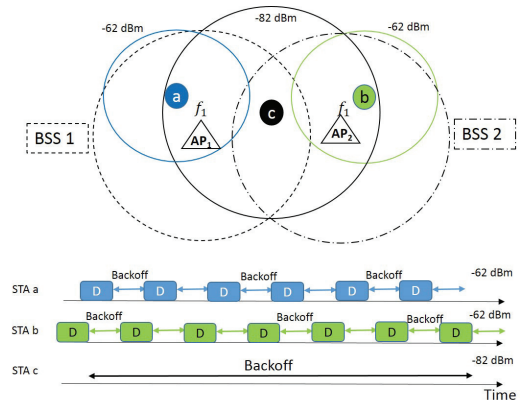 -62 dBm
-82 dBm
-62 dBm
a
b
c
f1
f1
AP1
AP2
BSS 1
BSS 2
Backoff Backoff Backoff -62 dBm
STA a D D D D D D
Backoff Backoff Backoff -62 dBm
STA b D D D D D D D
Backoff -82 dBm
STA c
Time